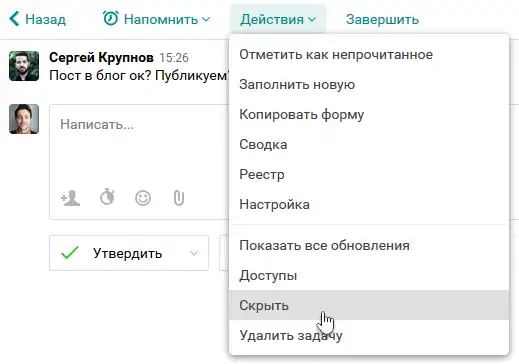 Назад Напомнить Действия Завершить
Сергей Крупнов 15:26
Пост в блог ок? Публикуем?
Написать...
Утвердить
Отметить как непрочитанное
Заполнить новую
Копировать форму
Сводка
Реестр
Настройка
Показать все обновления
Доступы
Скрыть
Удалить задачу